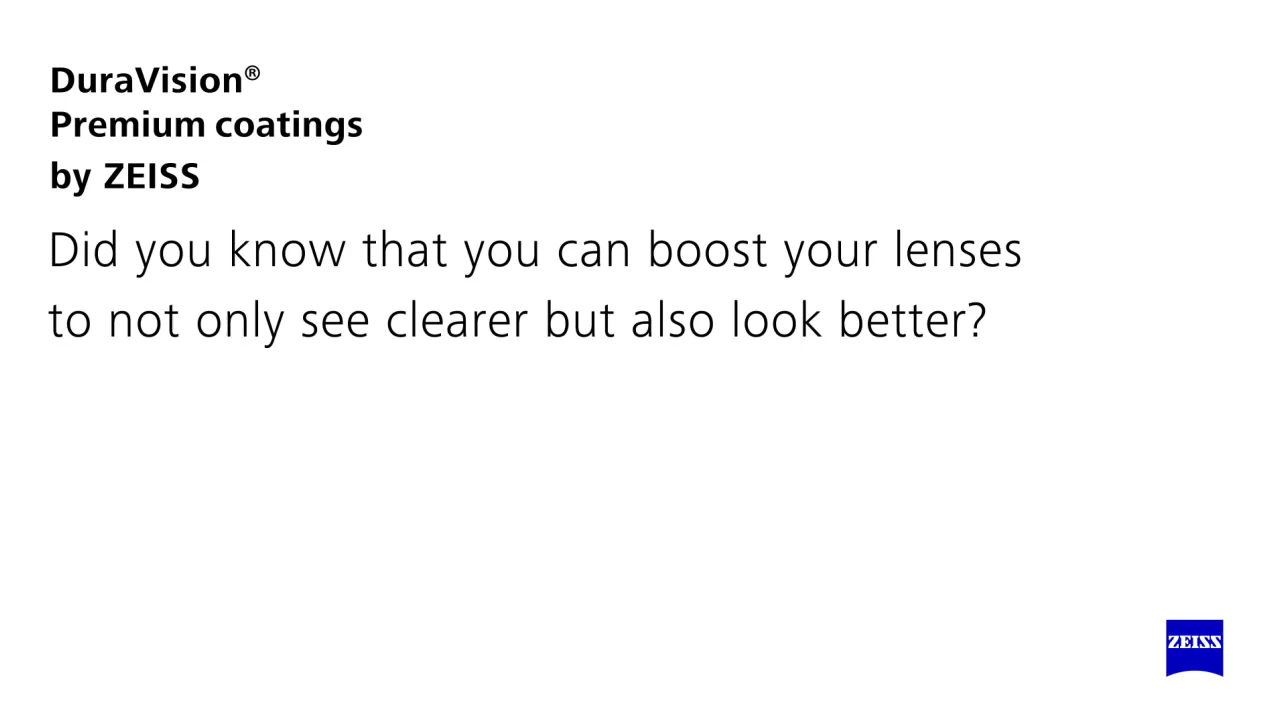 DuraVision®
Premium coatings
by ZEISS
Did you know that you can boost your lenses
to not only see clearer but also look better?
ZEISS